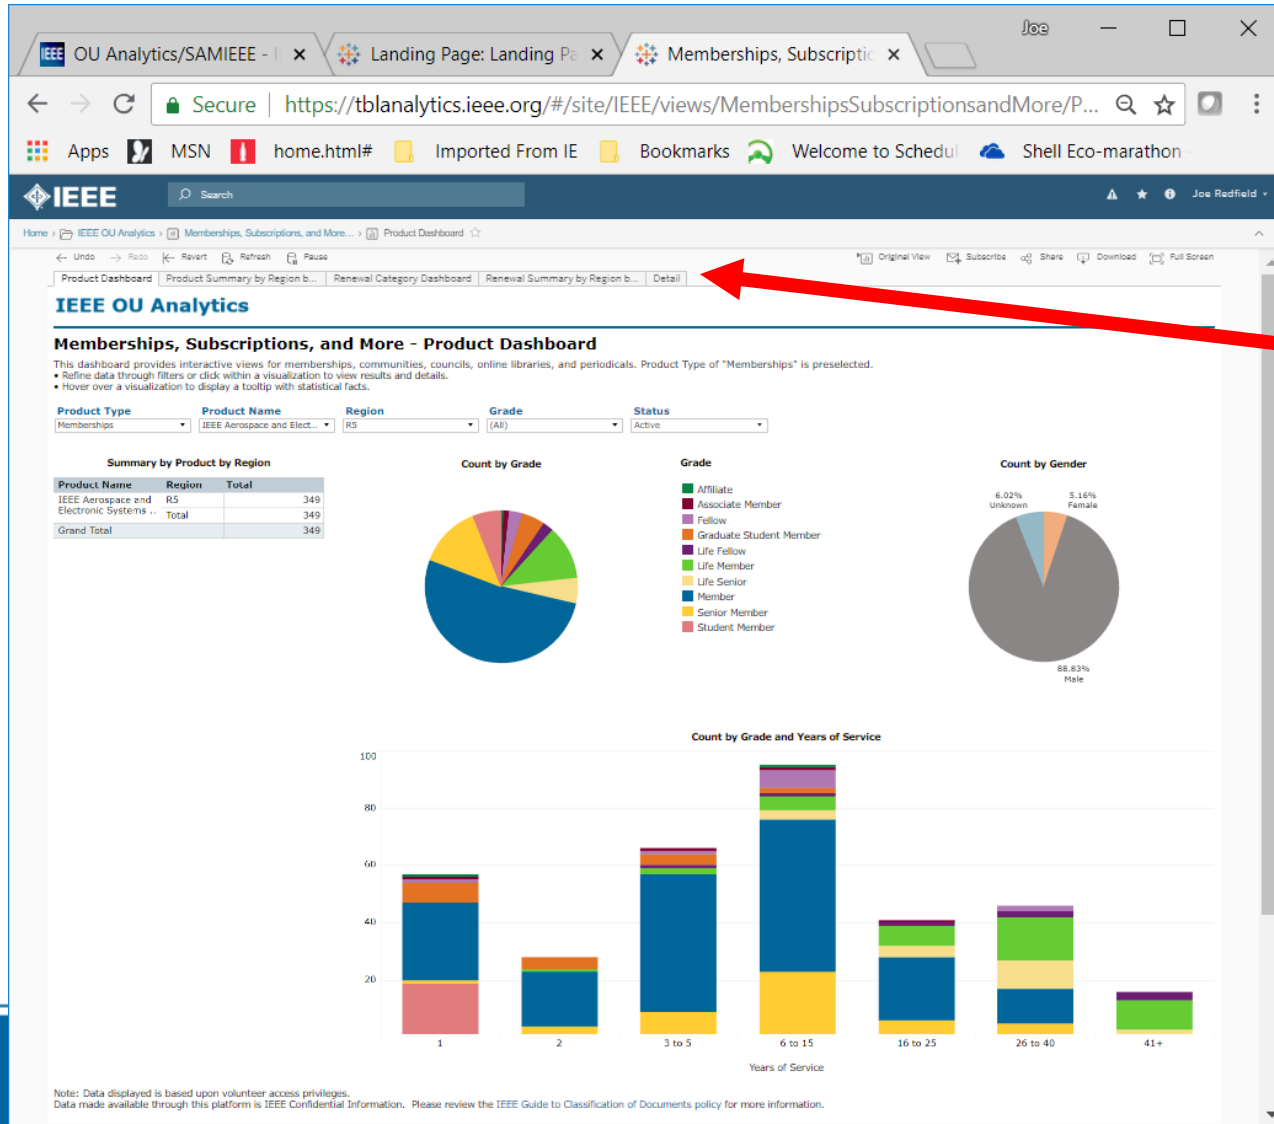 Joe
IEEE OU Analytics/SAMIEEE - I
Landing Page: Landing Pa
Memberships, Subscriptic
Secure | https://tblanalytics.ieee.org/#/site/IEEE/views/MembershipsSubscriptionsandMore/P...
Apps MSN home.html# Imported From IE Bookmarks Welcome to Schedul Shell Eco-marathon -
IEEE Search Joe Redfield
Home › IEEE OU Analytics › Memberships, Subscriptions, and More... › Product Dashboard
← Undo → Redo Revert Refresh Pause Original View Subscribe Share Download Full Screen
Product Dashboard Product Summary by Region b... Renewal Category Dashboard Renewal Summary by Region b... Detail
IEEE OU Analytics
Memberships, Subscriptions, and More - Product Dashboard
This dashboard provides interactive views for memberships, communities, councils, online libraries, and periodicals. Product Type of "Memberships" is preselected.
• Refine data through filters or click within a visualization to view results and details.
• Hover over a visualization to display a tooltip with statistical facts.
Product Type Product Name Region Grade Status
Memberships IEEE Aerospace and Elect... R5 (All) Active
Summary by Product by Region
Product Name Region Total
IEEE Aerospace and R5 349
Electronic Systems .. Total 349
Grand Total 349
Count by Grade
Grade
Affiliate
Associate Member
Fellow
Graduate Student Member
Life Fellow
Life Member
Life Senior
Member
Senior Member
Student Member
Count by Gender
6.02% 5.16%
Unknown Female
88.83%
Male
Count by Grade and Years of Service
100
80
60
40
20
1 2 3 to 5 6 to 15 16 to 25 26 to 40 41+
Years of Service
Note: Data displayed is based upon volunteer access privileges.
Data made available through this platform is IEEE Confidential Information. Please review the IEEE Guide to Classification of Documents policy for more information.